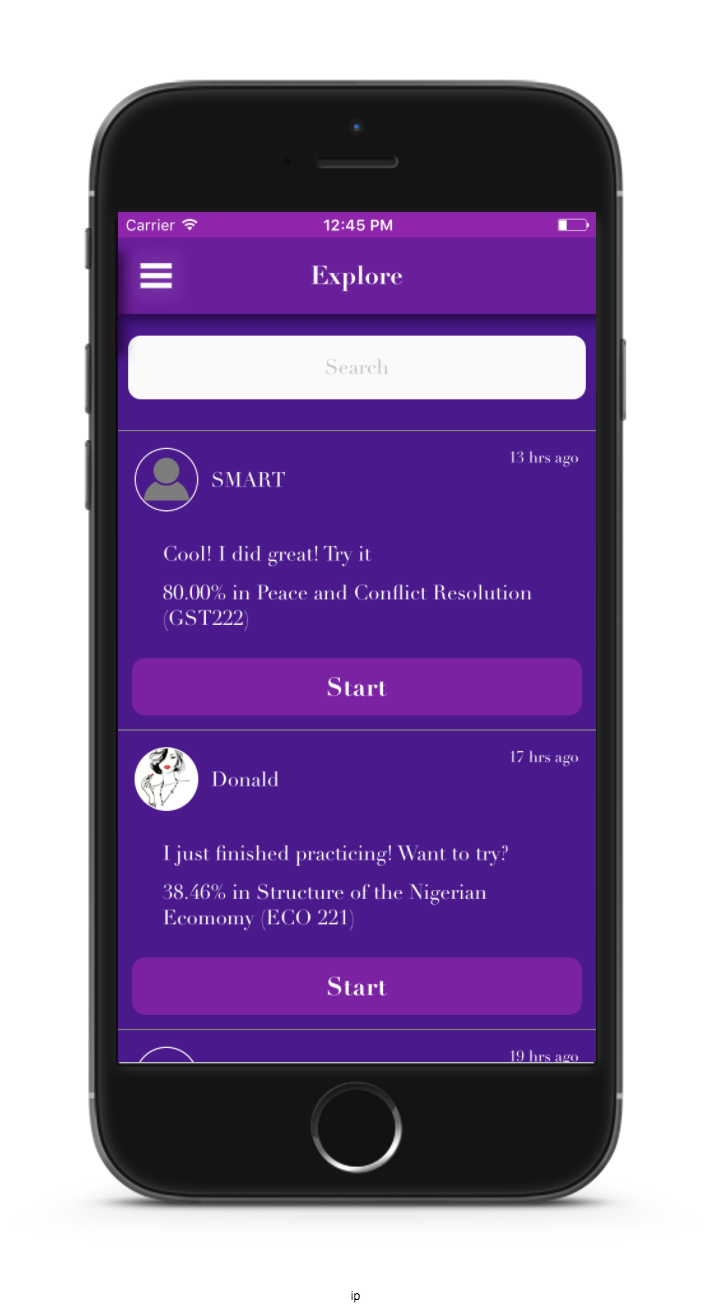 Carrier 12:45 PM
Explore
Search
13 hrs ago
SMART
Cool! I did great! Try it
80.00% in Peace and Conflict Resolution
(GST222)
Start
17 hrs ago
Donald
I just finished practicing! Want to try?
38.46% in Structure of the Nigerian
Ecomomy (ECO 221)
Start
19 hrs ago
ip